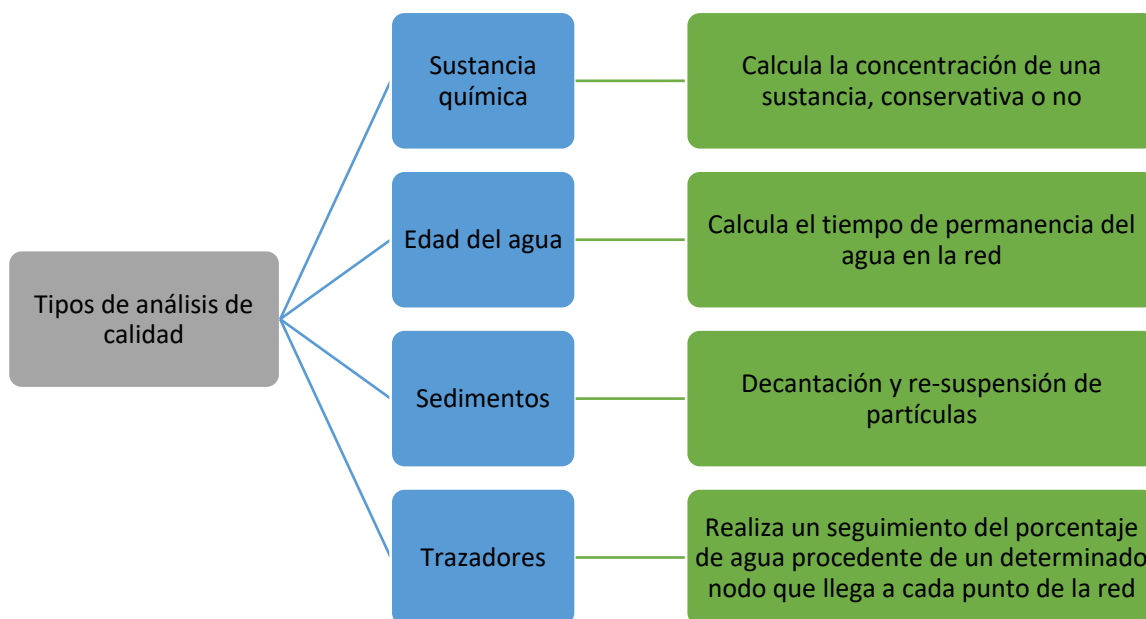 Tipos de análisis de
calidad
Sustancia
química
Calcula la concentración de una
sustancia, conservativa o no
Edad del agua
Calcula el tiempo de permanencia del
agua en la red
Sedimentos
Decantación y re-suspensión de
partículas
Trazadores
Realiza un seguimiento del porcentaje
de agua procedente de un determinado
nodo que llega a cada punto de la red